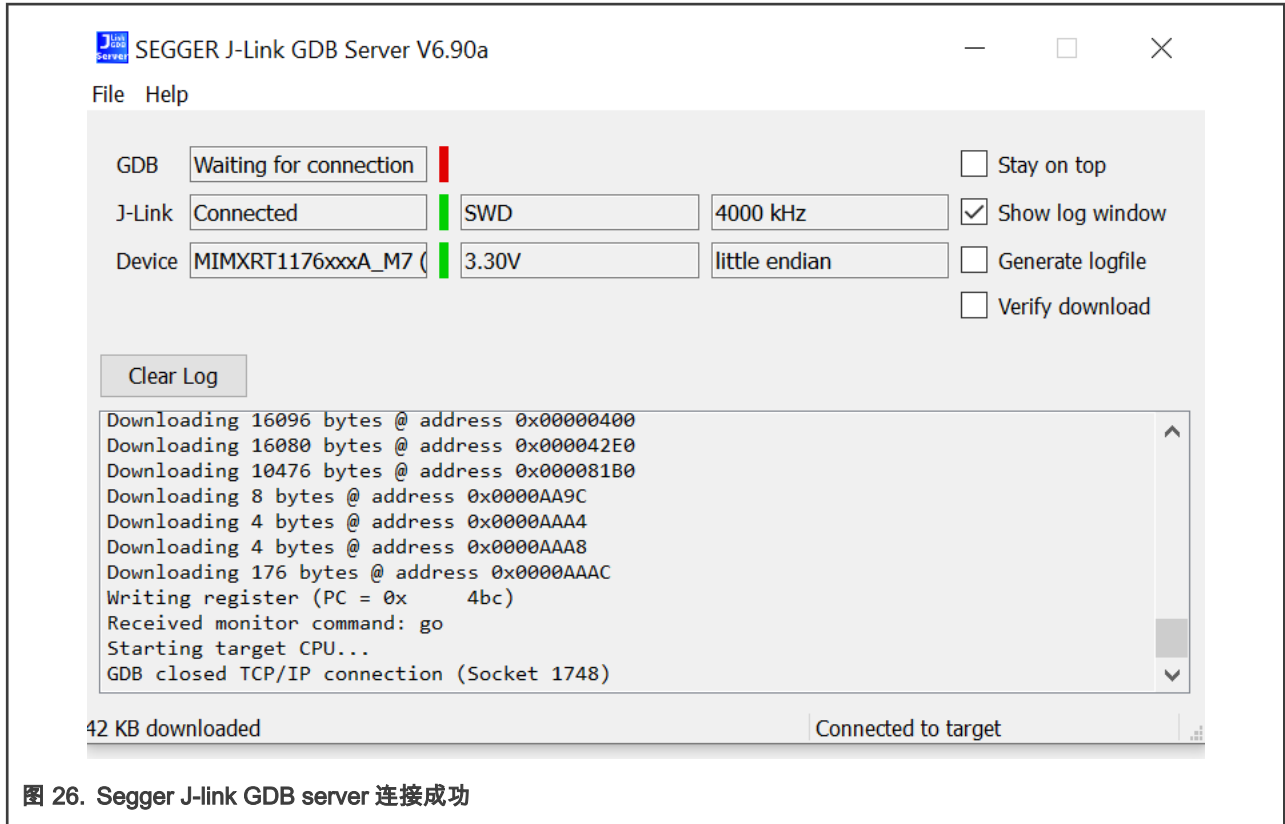 J Link GDB Server SEGGER J-Link GDB Server V6.90a
File Help
GDB Waiting for connection Stay on top
J-Link Connected SWD 4000 kHz Show log window
Device MIMXRT1176xxxA_M7 ( 3.30V little endian Generate logfile
Verify download
Clear Log
Downloading 16096 bytes @ address 0x00000400
Downloading 16080 bytes @ address 0x000042E0
Downloading 10476 bytes @ address 0x000081B0
Downloading 8 bytes @ address 0x0000AA9C
Downloading 4 bytes @ address 0x0000AAA4
Downloading 4 bytes @ address 0x0000AAA8
Downloading 176 bytes @ address 0x0000AAAC
Writing register (PC = 0x     4bc)
Received monitor command: go
Starting target CPU...
GDB closed TCP/IP connection (Socket 1748)
42 KB downloaded Connected to target
图 26. Segger J-link GDB server 连接成功